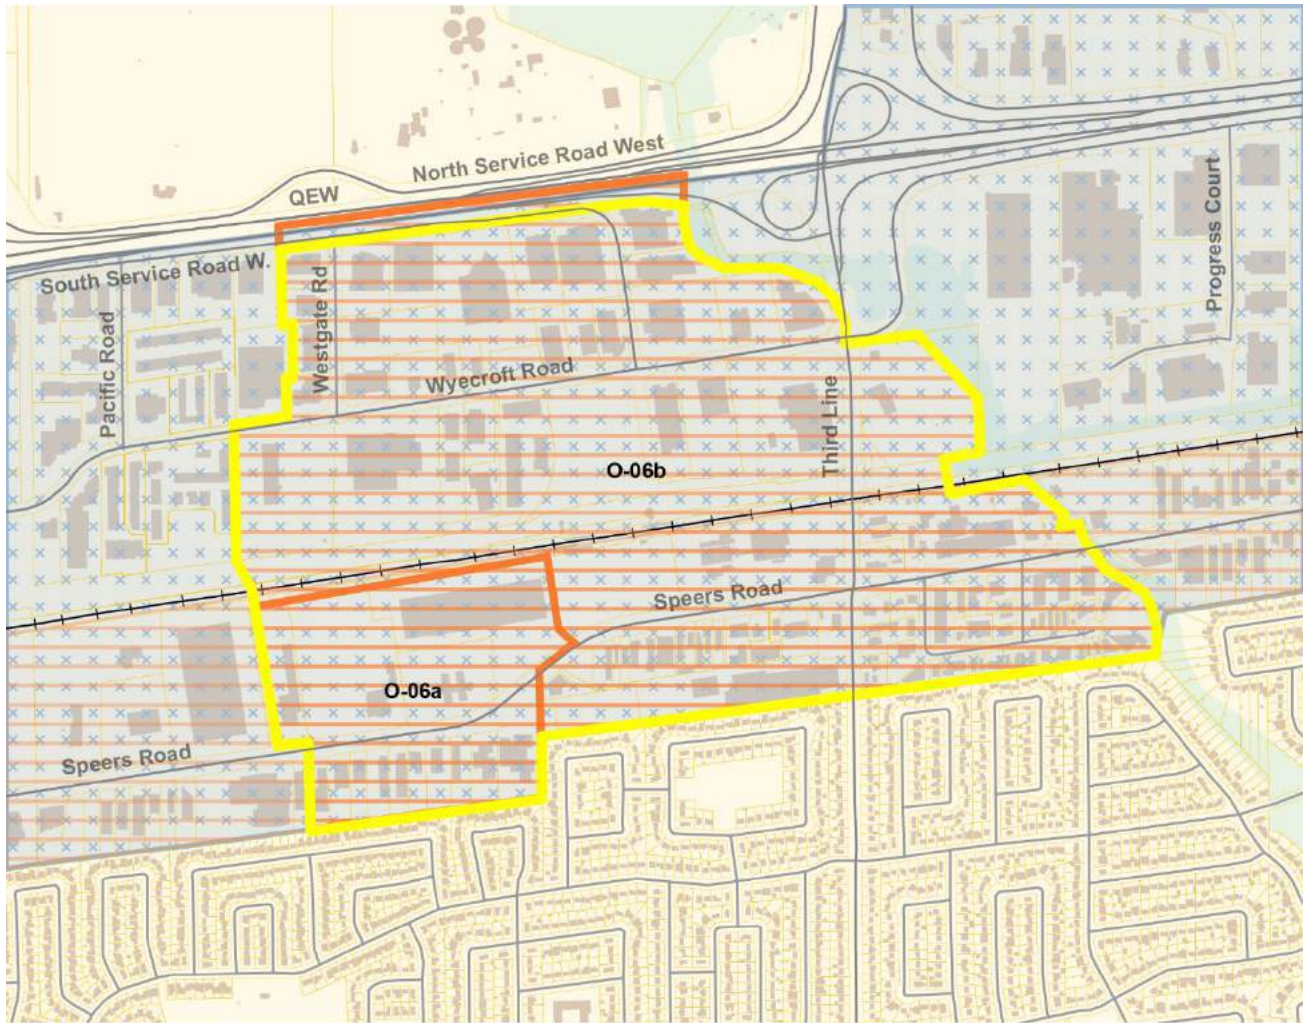 North Service Road West
QEW
South Service Road W.
Progress Court
Pacific Road
Westgate Rd
Wyecroft Road
Third Line
O-06b
Speers Road
O-06a
Speers Road